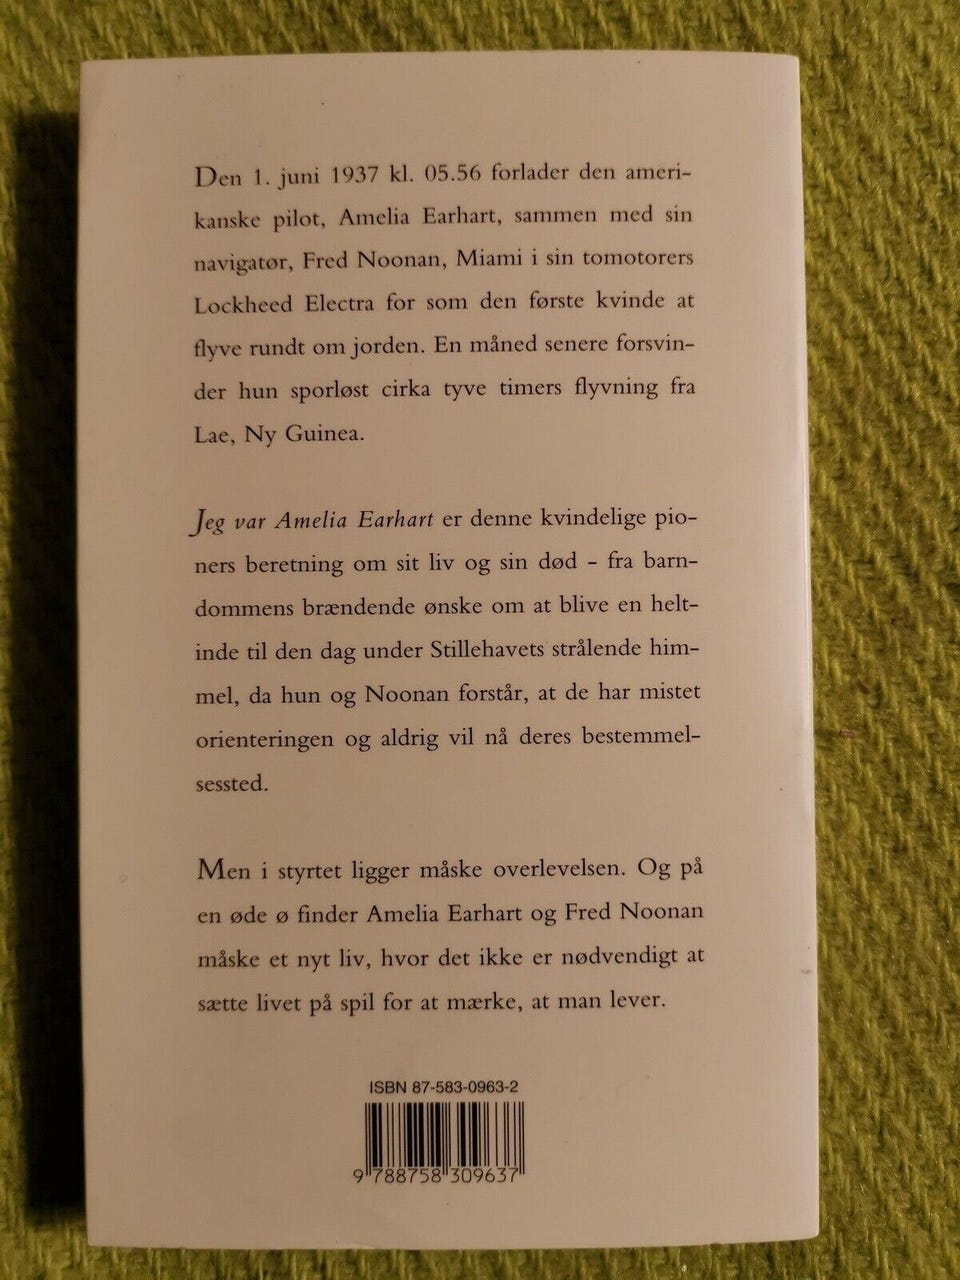 Den 1. juni 1937 kl. 05.56 forlader den ameri-
kanske pilot, Amelia Earhart, sammen med sin
navigatør, Fred Noonan, Miami i sin tomotorers
Lockheed Electra for som den første kvinde at
flyve rundt om jorden. En måned senere forsvin-
der hun sporløst cirka tyve timers flyvning fra
Lae, Ny Guinea.
Jeg var Amelia Earhart er denne kvindelige pio-
ners beretning om sit liv og sin død – fra barn-
dommens brændende ønske om at blive en helt-
inde til den dag under Stillehavets strålende him-
mel, da hun og Noonan forstår, at de har mistet
orienteringen og aldrig vil nå deres bestemmel-
sessted.
Men i styrtet ligger måske overlevelsen. Og på
en øde ø finder Amelia Earhart og Fred Noonan
måske et nyt liv, hvor det ikke er nødvendigt at
sætte livet på spil for at mærke, at man lever.
ISBN 87-583-0963-2
9 788758 309637